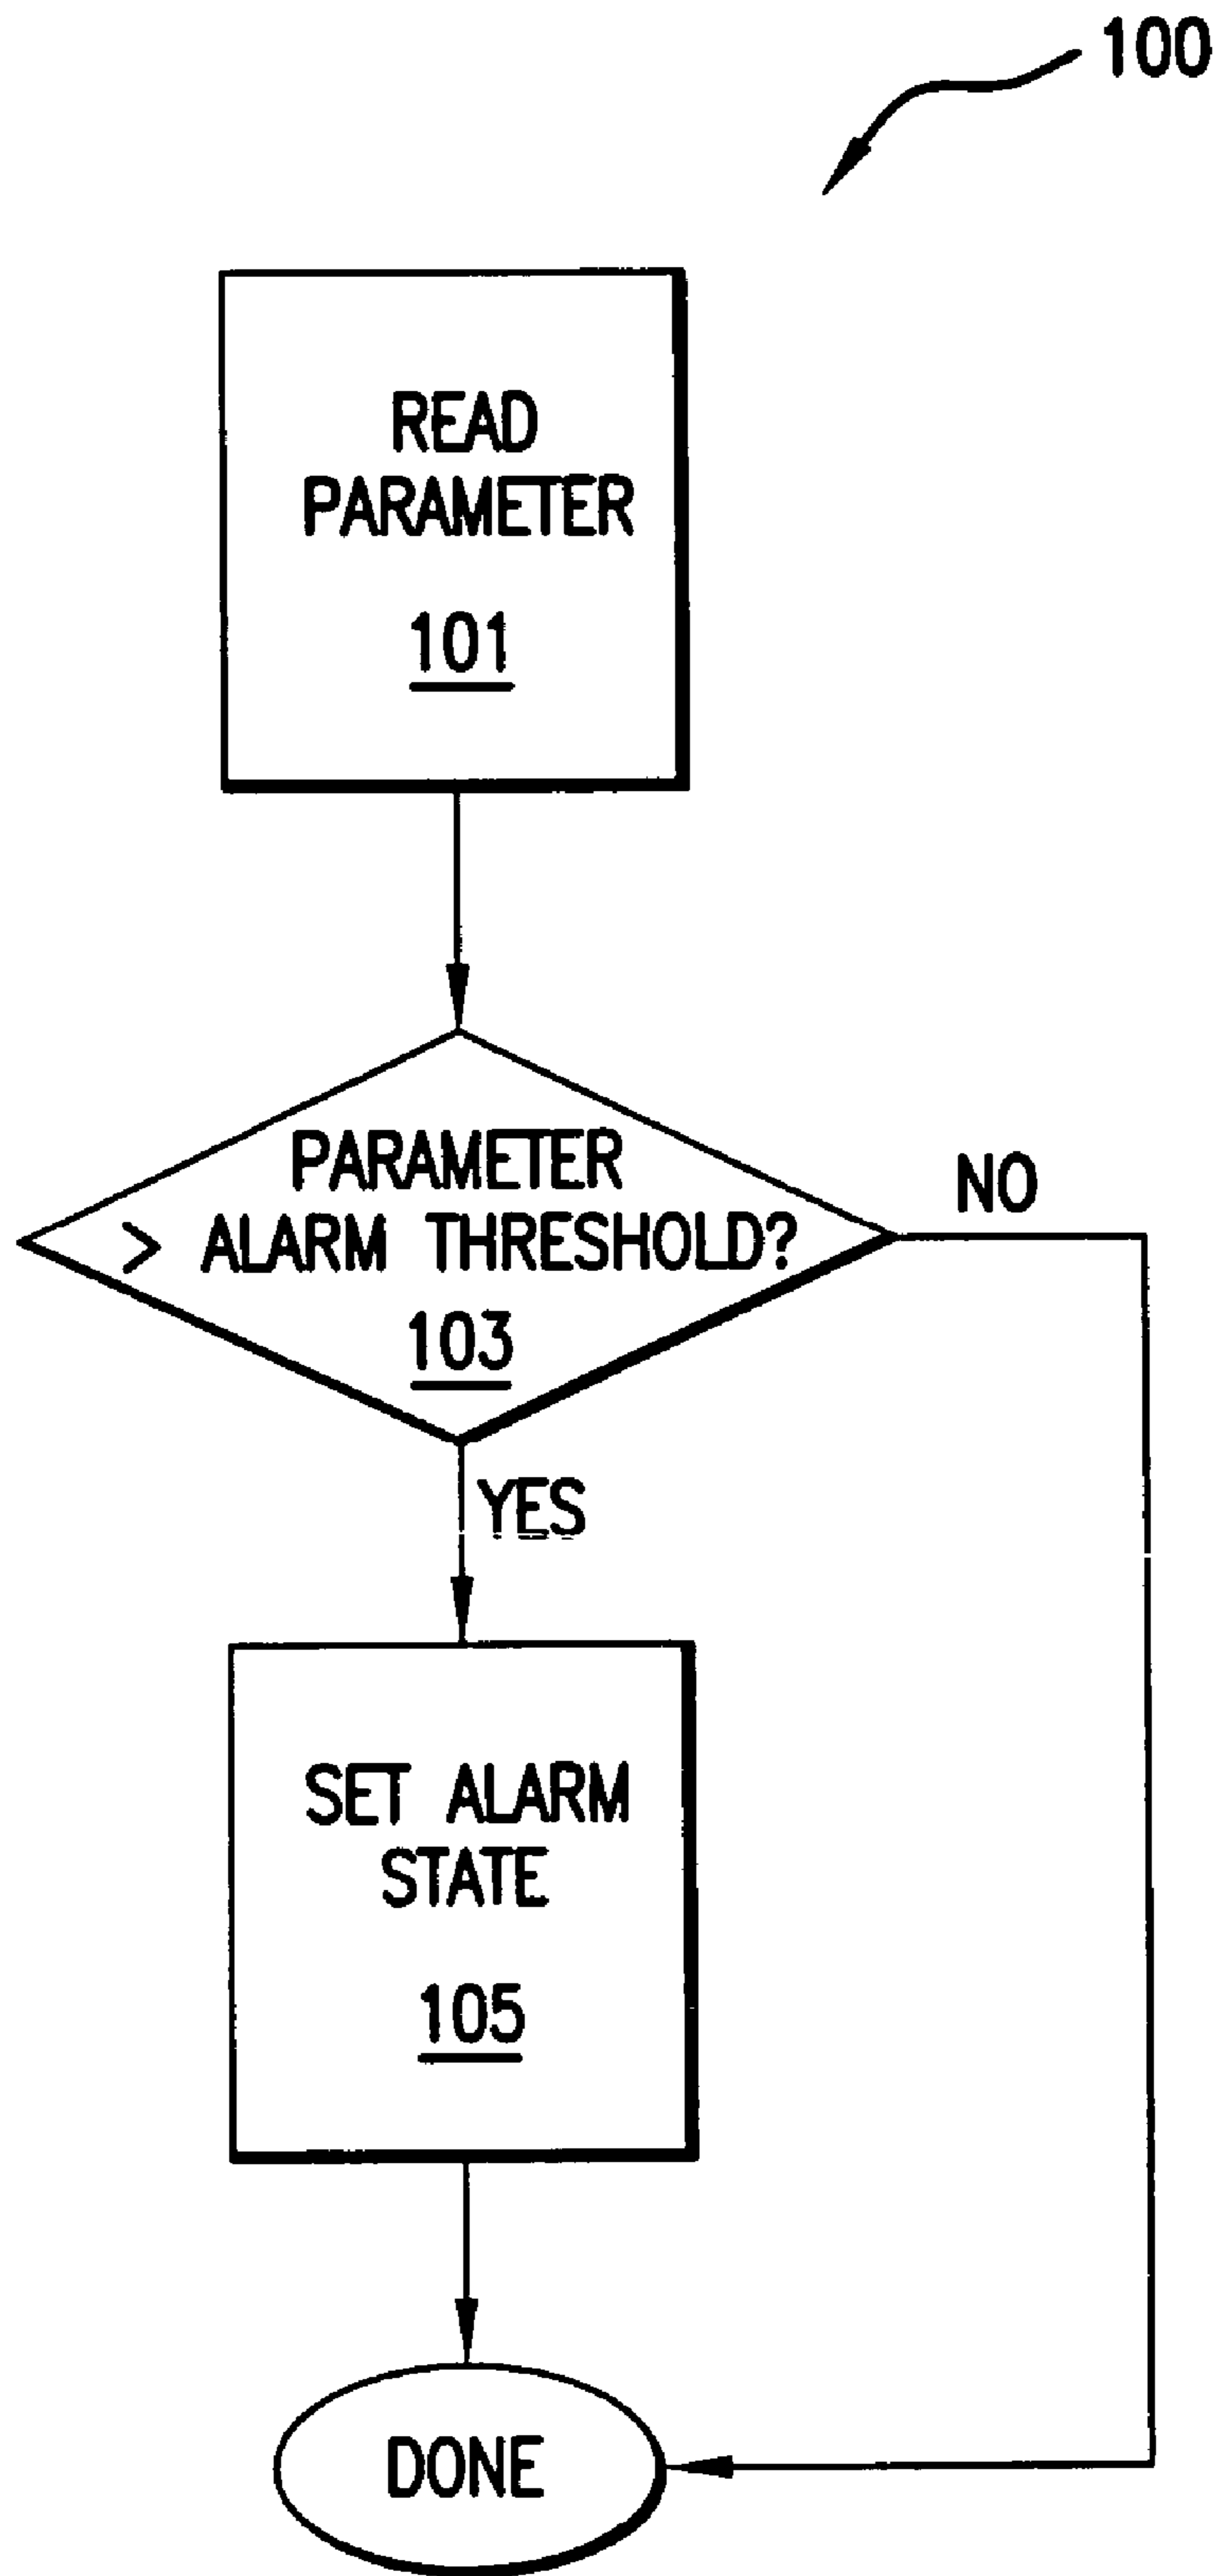 100
READ
PARAMETER
101
PARAMETER
> ALARM THRESHOLD?
103
NO
YES
SET ALARM
STATE
105
DONE